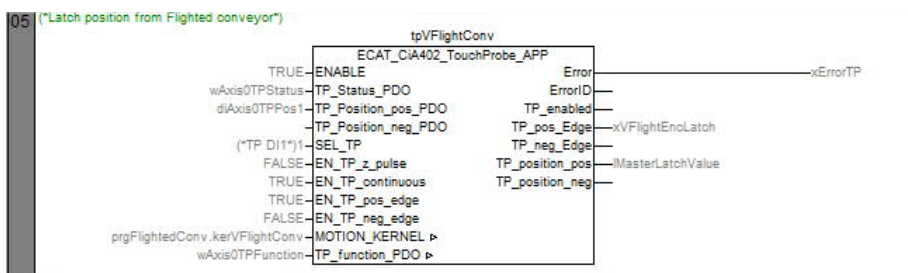 05 (*Latch position from Flighted conveyor*)
tpVFlightConv
ECAT_CiA402_TouchProbe_APP
TRUE ENABLE Error xErrorTP
wAxis0TPStatus TP_Status_PDO ErrorID
diAxis0TPPos1 TP_Position_pos_PDO TP_enabled
TP_Position_neg_PDO TP_pos_Edge xVFlightEncLatch
(*TP DI1*)1 SEL_TP TP_neg_Edge
FALSE EN_TP_z_pulse TP_position_pos lMasterLatchValue
TRUE EN_TP_continuous TP_position_neg
TRUE EN_TP_pos_edge
FALSE EN_TP_neg_edge
prgFlightedConv.kerVFlightConv MOTION_KERNEL ▷
wAxis0TPFunction TP_function_PDO ▷